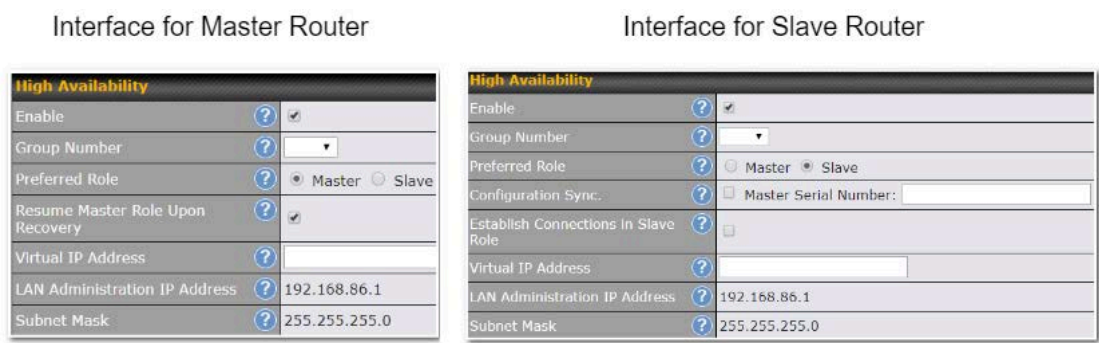 Interface for Master Router
High Availability
Enable
Group Number
Preferred Role
Master Slave
Resume Master Role Upon
Recovery
Virtual IP Address
LAN Administration IP Address
192.168.86.1
Subnet Mask
255.255.255.0
Interface for Slave Router
High Availability
Enable
Group Number
Preferred Role
Master Slave
Configuration Sync.
Master Serial Number:
Establish Connections in Slave
Role
Virtual IP Address
LAN Administration IP Address
192.168.86.1
Subnet Mask
255.255.255.0